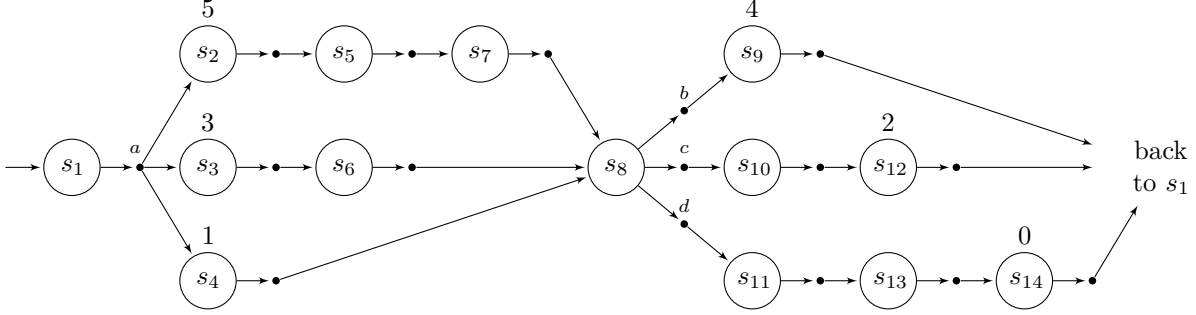 5
4
s₂
s₅
s₇
s₉
b
3
2
a
c
s₁
s₃
s₆
s₈
s₁₀
s₁₂
back
to s₁
d
1
0
s₄
s₁₁
s₁₃
s₁₄